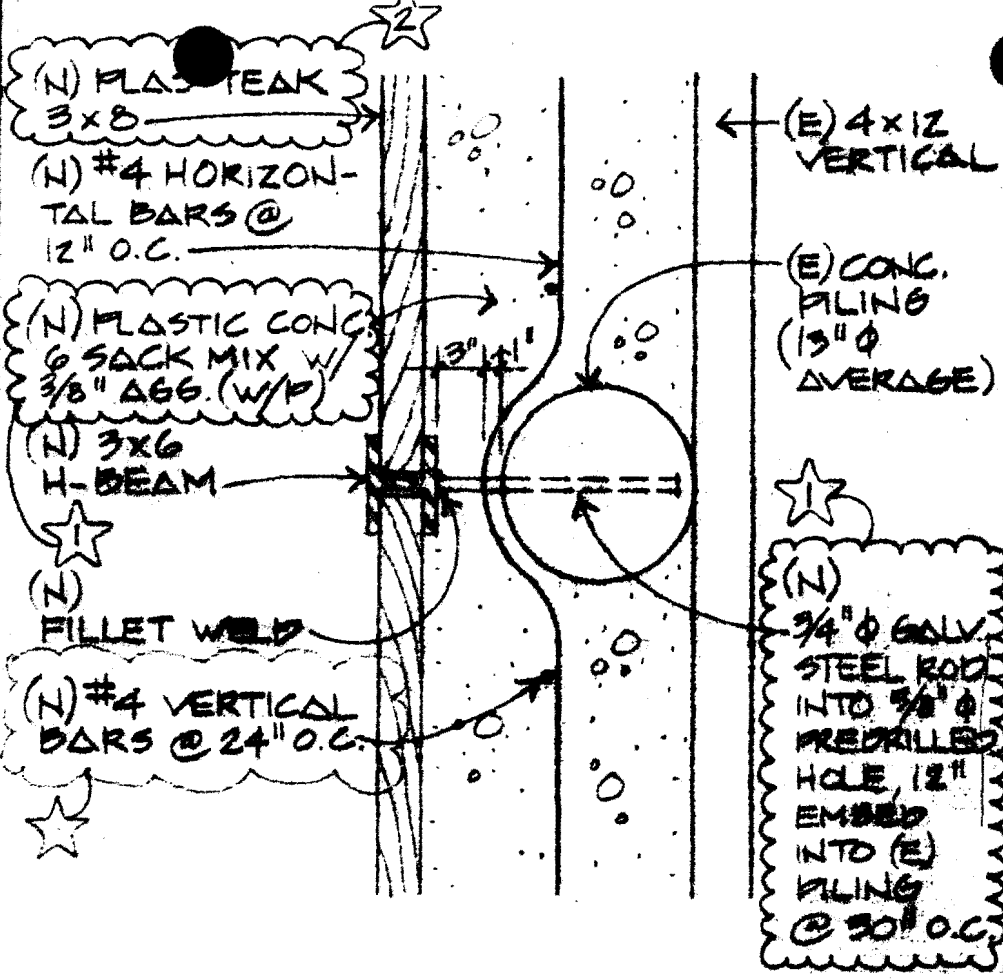 2
(N) PLAS TEAK
3x8
(N) #4 HORIZON-
TAL BARS @
12" O.C.
(N) PLASTIC CONC.
6 SACK MIX W/
3/8" AGG. (W/P)
(N) 3x6
H-BEAM
1
(N)
FILLET WELD
(N) #4 VERTICAL
BARS @ 24" O.C.
3"
1"
(E) 4x12
VERTICAL
(E) CONC.
PILING
(13" Φ
AVERAGE)
1
(N)
3/4" Φ GALV.
STEEL ROD
INTO Φ
PREDRILLED
HOLE, 12"
EMBED
INTO (E)
PILING
@ 30" O.C.